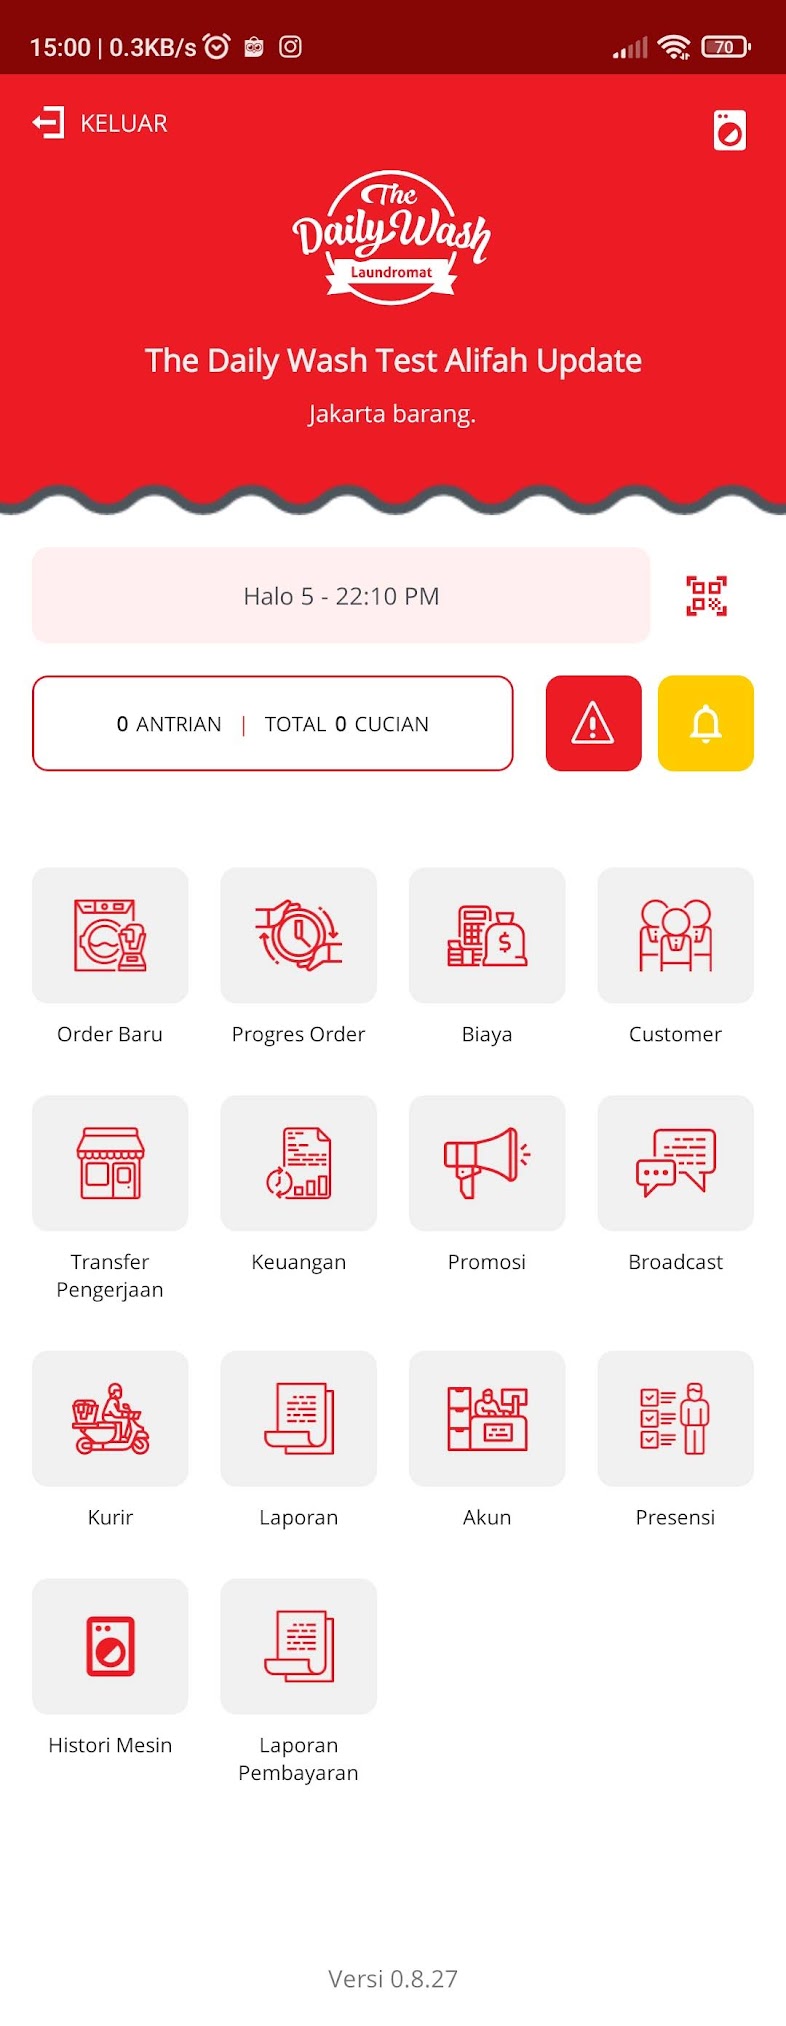 15:00 | 0.3KB/s
70
KELUAR
The
Daily Wash
Laundromat
The Daily Wash Test Alifah Update
Jakarta barang.
Halo 5 - 22:10 PM
0 ANTRIAN | TOTAL 0 CUCIAN
Order Baru
Progres Order
Biaya
Customer
Transfer
Pengerjaan
Keuangan
Promosi
Broadcast
Kurir
Laporan
Akun
Presensi
Histori Mesin
Laporan
Pembayaran
Versi 0.8.27